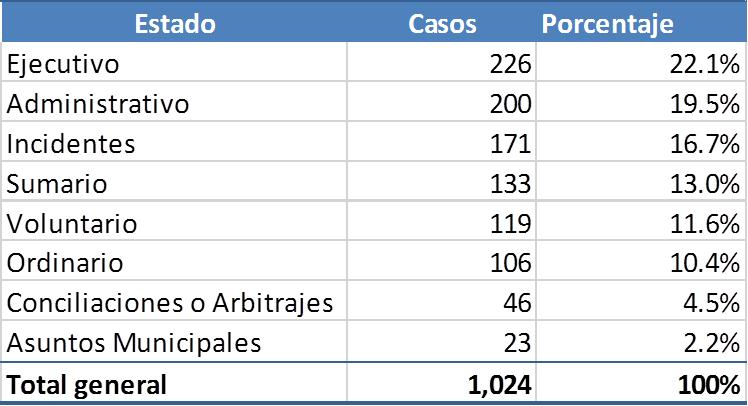 Estado Casos Porcentaje
Ejecutivo 226 22.1%
Administrativo 200 19.5%
Incidentes 171 16.7%
Sumario 133 13.0%
Voluntario 119 11.6%
Ordinario 106 10.4%
Conciliaciones o Arbitrajes 46 4.5%
Asuntos Municipales 23 2.2%
Total general 1,024 100%